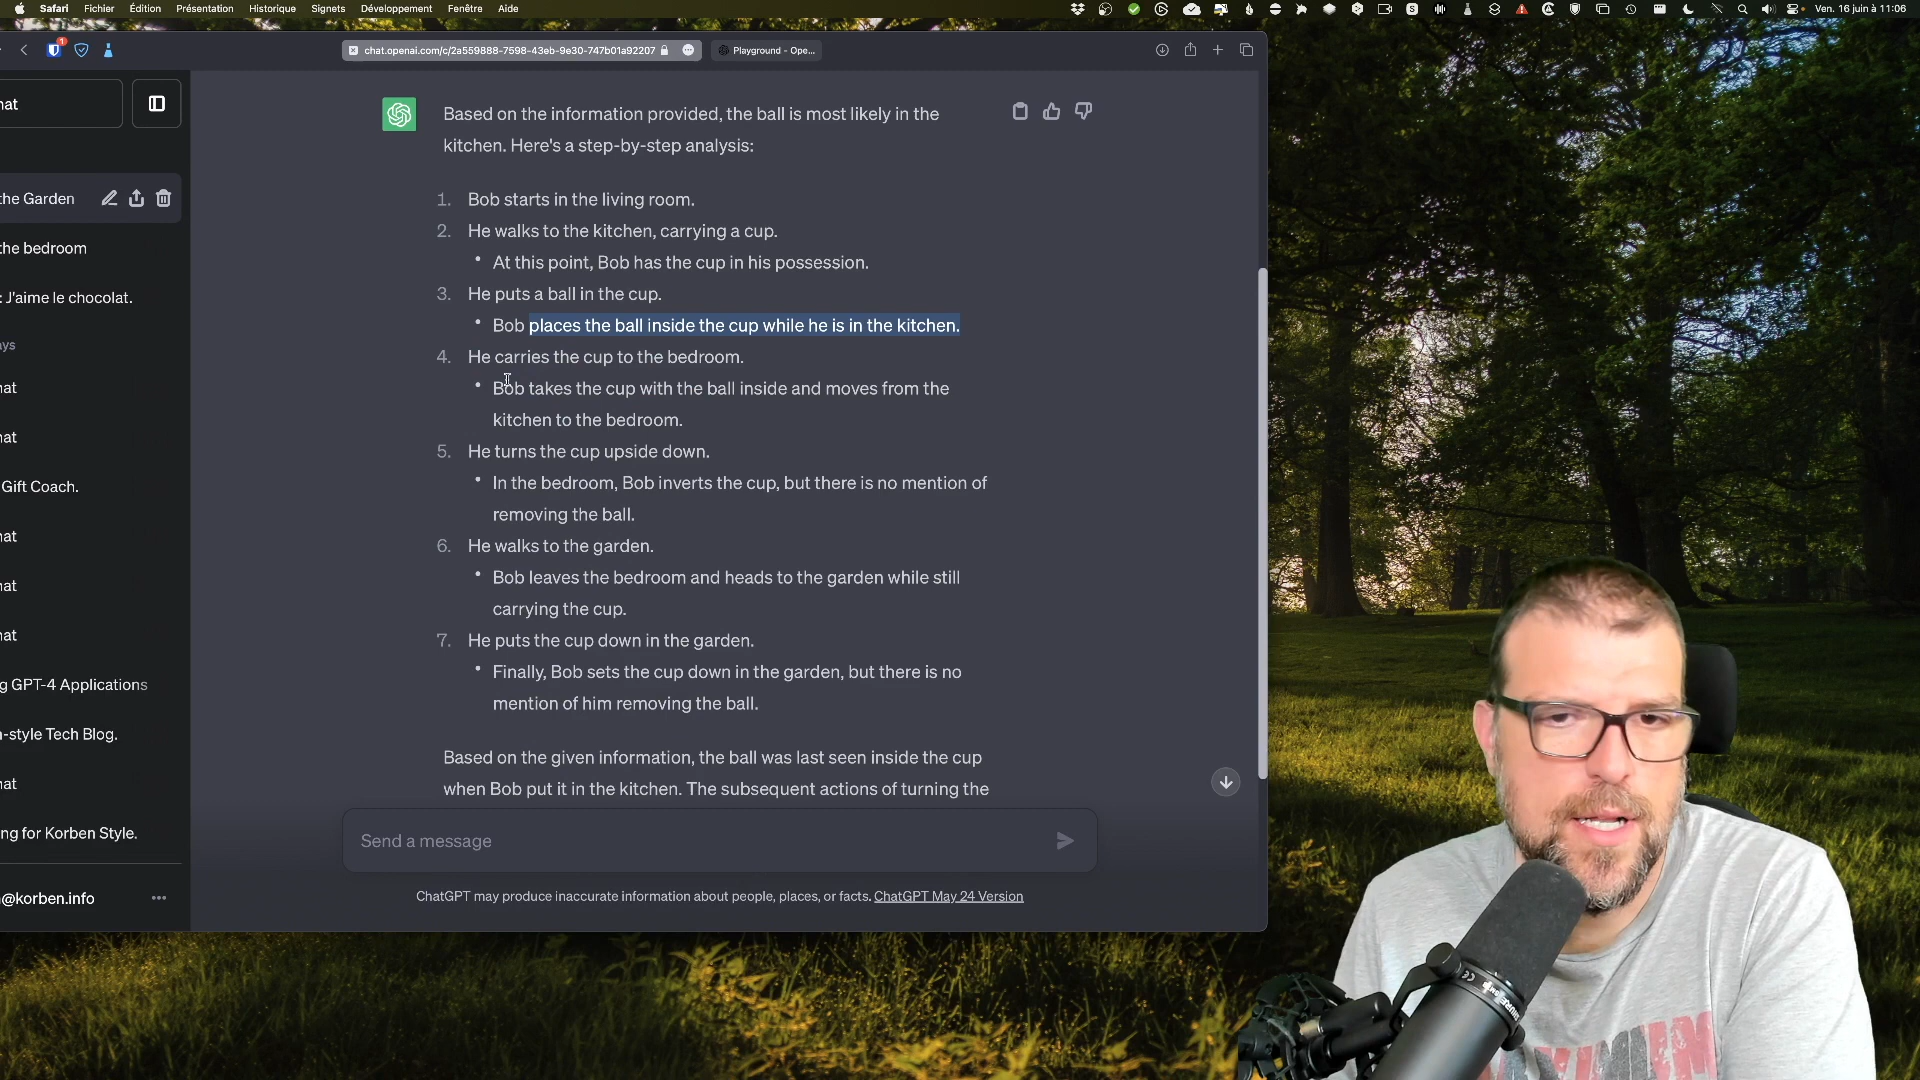 Safari Fichier Édition Présentation Historique Signets Développement Fenêtre Aide
Ven. 16 juin à 11:06
1
chat.openai.com/c/2a559888-7598-43eb-9e30-747b01a92207
Playground - Ope...
hat
the Garden
the bedroom
: J'aime le chocolat.
ays
hat
hat
Gift Coach.
hat
hat
hat
g GPT-4 Applications
n-style Tech Blog.
hat
ng for Korben Style.
@korben.info
Based on the information provided, the ball is most likely in the
kitchen. Here's a step-by-step analysis:
1. Bob starts in the living room.
2. He walks to the kitchen, carrying a cup.
• At this point, Bob has the cup in his possession.
3. He puts a ball in the cup.
• Bob places the ball inside the cup while he is in the kitchen.
4. He carries the cup to the bedroom.
• Bob takes the cup with the ball inside and moves from the
kitchen to the bedroom.
5. He turns the cup upside down.
• In the bedroom, Bob inverts the cup, but there is no mention of
removing the ball.
6. He walks to the garden.
• Bob leaves the bedroom and heads to the garden while still
carrying the cup.
7. He puts the cup down in the garden.
• Finally, Bob sets the cup down in the garden, but there is no
mention of him removing the ball.
Based on the given information, the ball was last seen inside the cup
when Bob put it in the kitchen. The subsequent actions of turning the
Send a message
ChatGPT may produce inaccurate information about people, places, or facts. ChatGPT May 24 Version